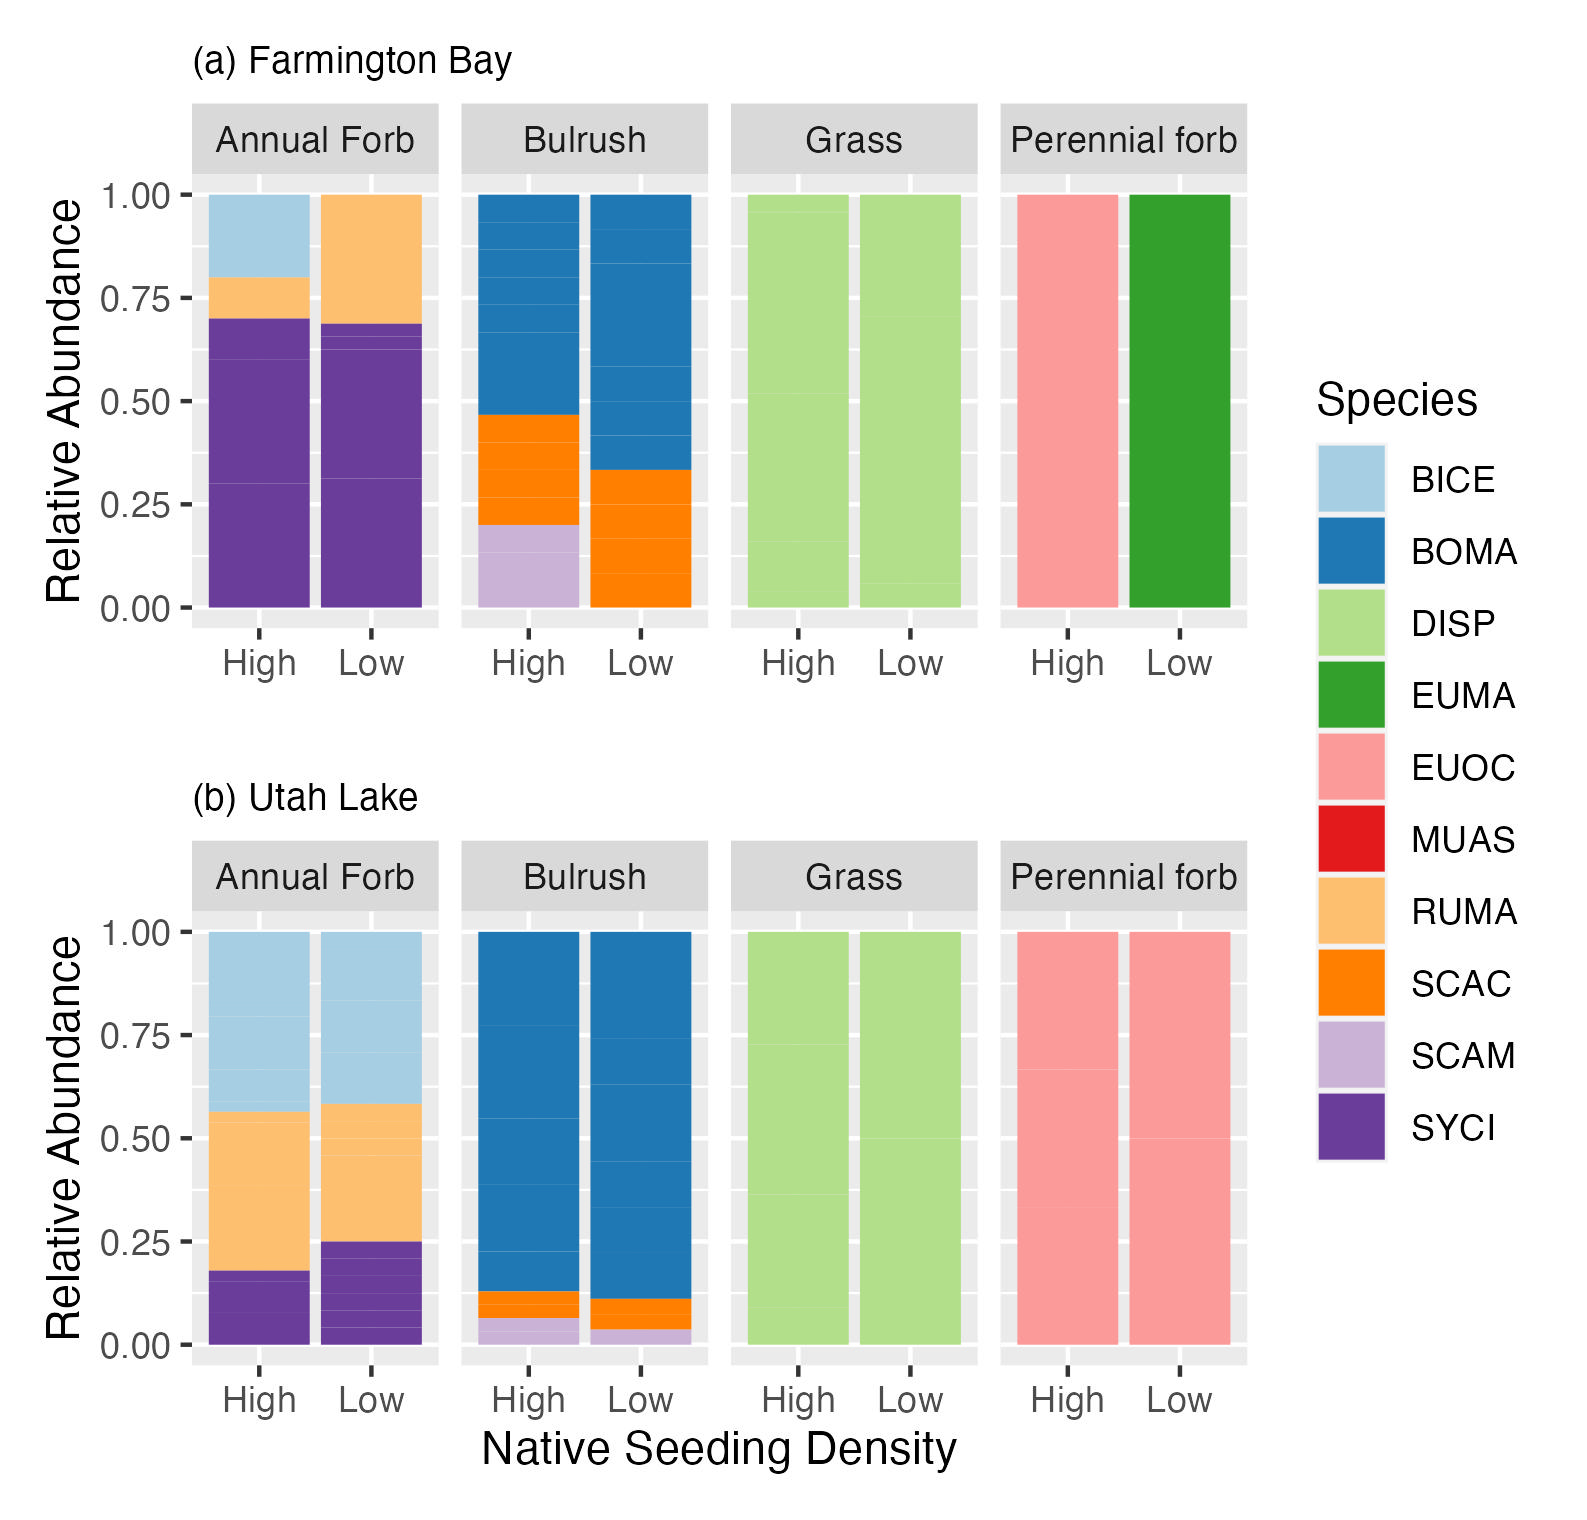 (a) Farmington Bay
Annual Forb Bulrush Grass Perennial forb
Relative Abundance
1.00
0.75
0.50
0.25
0.00
High Low High Low High Low High Low
(b) Utah Lake
Annual Forb Bulrush Grass Perennial forb
Relative Abundance
1.00
0.75
0.50
0.25
0.00
High Low High Low High Low High Low
Native Seeding Density
Species
BICE
BOMA
DISP
EUMA
EUOC
MUAS
RUMA
SCAC
SCAM
SYCI